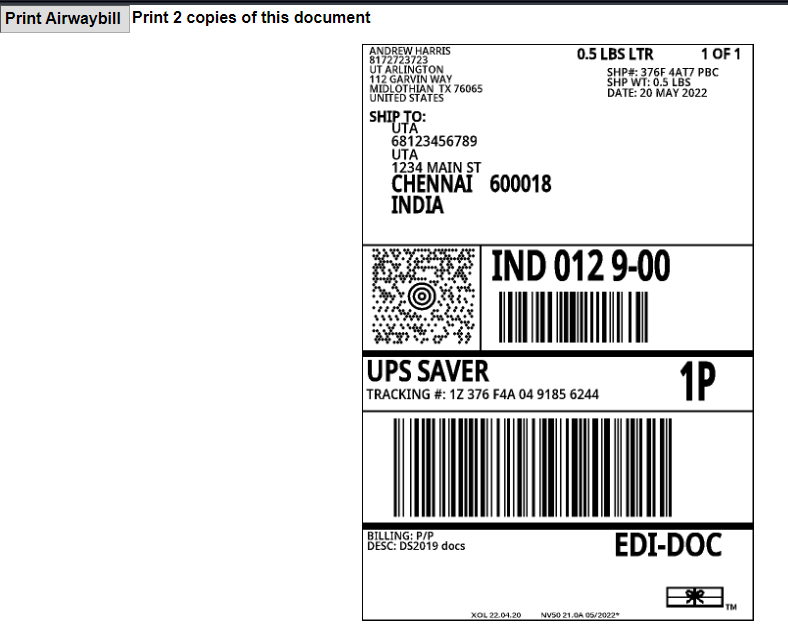 Print Airwaybill Print 2 copies of this document
ANDREW HARRIS
8172723723
UT ARLINGTON
112 GARVIN WAY
MIDLOTHIAN TX 76065
UNITED STATES
0.5 LBS LTR 1 OF 1
SHP#: 376F 4AT7 PBC
SHP WT: 0.5 LBS
DATE: 20 MAY 2022
SHIP TO:
UTA
68123456789
UTA
1234 MAIN ST
CHENNAI 600018
INDIA
IND 012 9-00
UPS SAVER
TRACKING #: 1Z 376 F4A 04 9185 6244
1P
BILLING: P/P
DESC: DS2019 docs
EDI-DOC
TM
XOL 22.04.20 NV50 21.0A 05/2022*